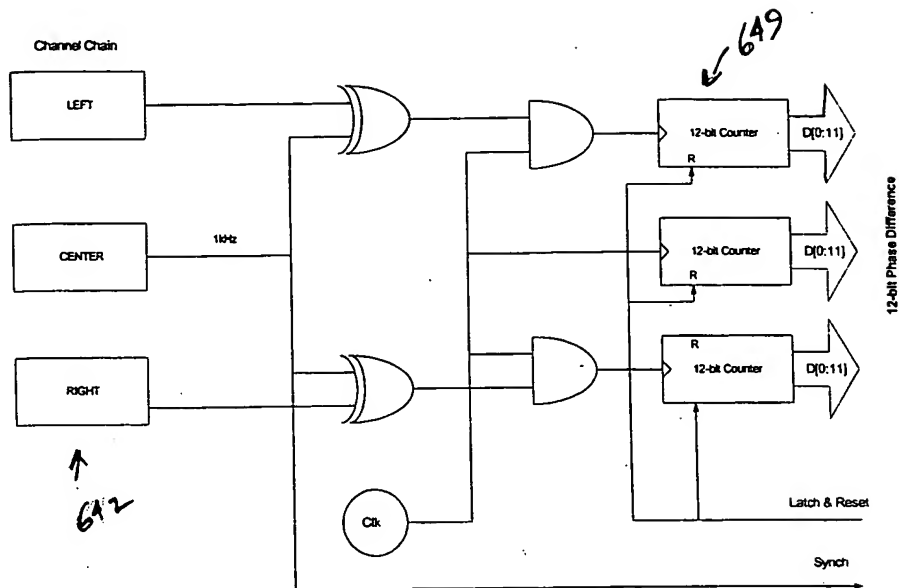 649
Channel Chain
LEFT
12-bit Counter
D[0:11]
R
CENTER
1kHz
12-bit Counter
D[0:11]
R
12-bit Phase Difference
RIGHT
R
12-bit Counter
D[0:11]
642
Clk
Latch & Reset
Synch